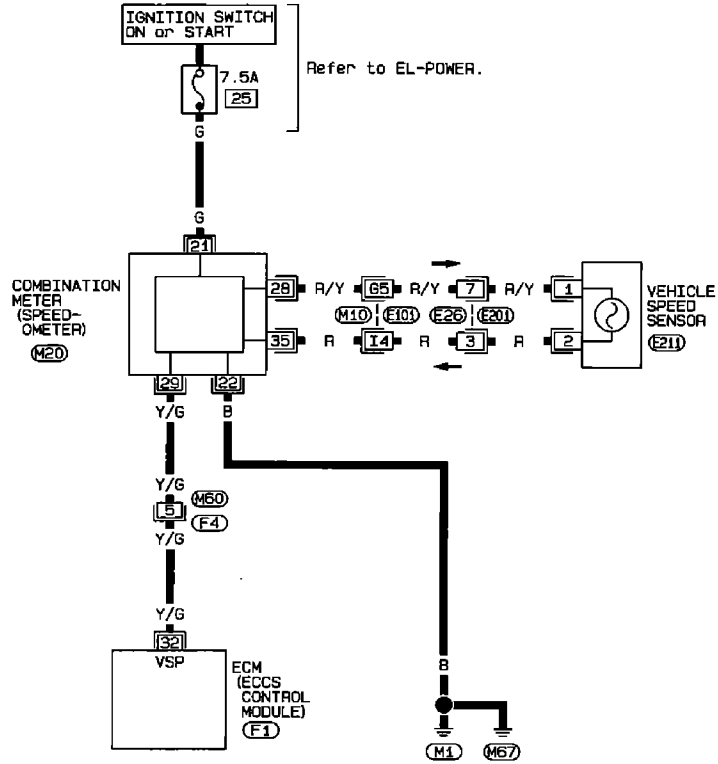 IGNITION SWITCH
ON or START
Refer to EL-POWER.
7.5A
25
G
G
21
COMBINATION
METER
(SPEED-
OMETER)
M20
28 R/Y G5 R/Y 7 R/Y 1
M10 E101 E26 E201
35 R I4 R 3 R 2
VEHICLE
SPEED
SENSOR
E211
29 22
Y/G B
Y/G
5
M60
F4
Y/G
Y/G
32
VSP
ECM
(ECCS
CONTROL
MODULE)
F1
B
M1 M67